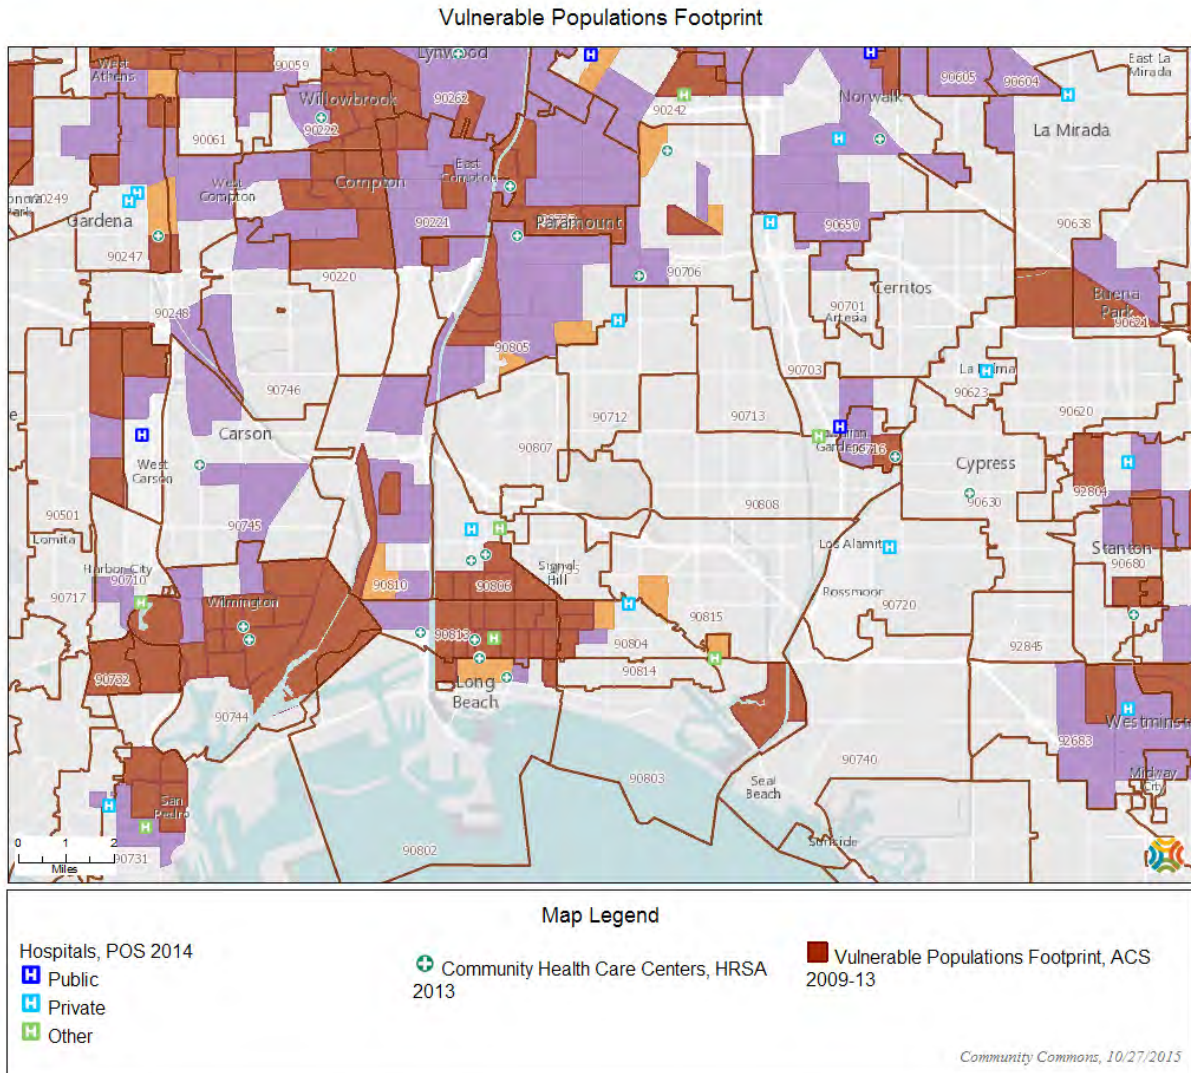 Vulnerable Populations Footprint
West
Athens
90059
Lynwood
East La
Mirada
90605
90604
Willowbrook
90262
90242
Norwalk
90222
90061
La Mirada
East
Compton
West
Compton
Compton
90249
Gardena
90221
Paramount
90650
90638
90247
90220
90706
Cerritos
90248
90701
Artesia
Buena
Park
90621
90805
90703
90746
90623
90620
90712
90713
Carson
90807
Gardens
90716
West
Carson
Cypress
90630
92804
90501
90745
90808
Lomita
Los Alamit
Stanton
90680
Harbor City
90710
90717
Wilmington
90810
90806
Signal
Hill
Rossmoor
90720
90815
90813
90804
92845
90732
90814
Long
Beach
90744
Westminst
92683
90740
Midway
City
90803
Seal
Beach
San
Pedro
Surfside
90802
90731
0 1 2
Miles
Map Legend
Hospitals, POS 2014
H Public
H Private
H Other
Community Health Care Centers, HRSA
2013
Vulnerable Populations Footprint, ACS
2009-13
Community Commons, 10/27/2015